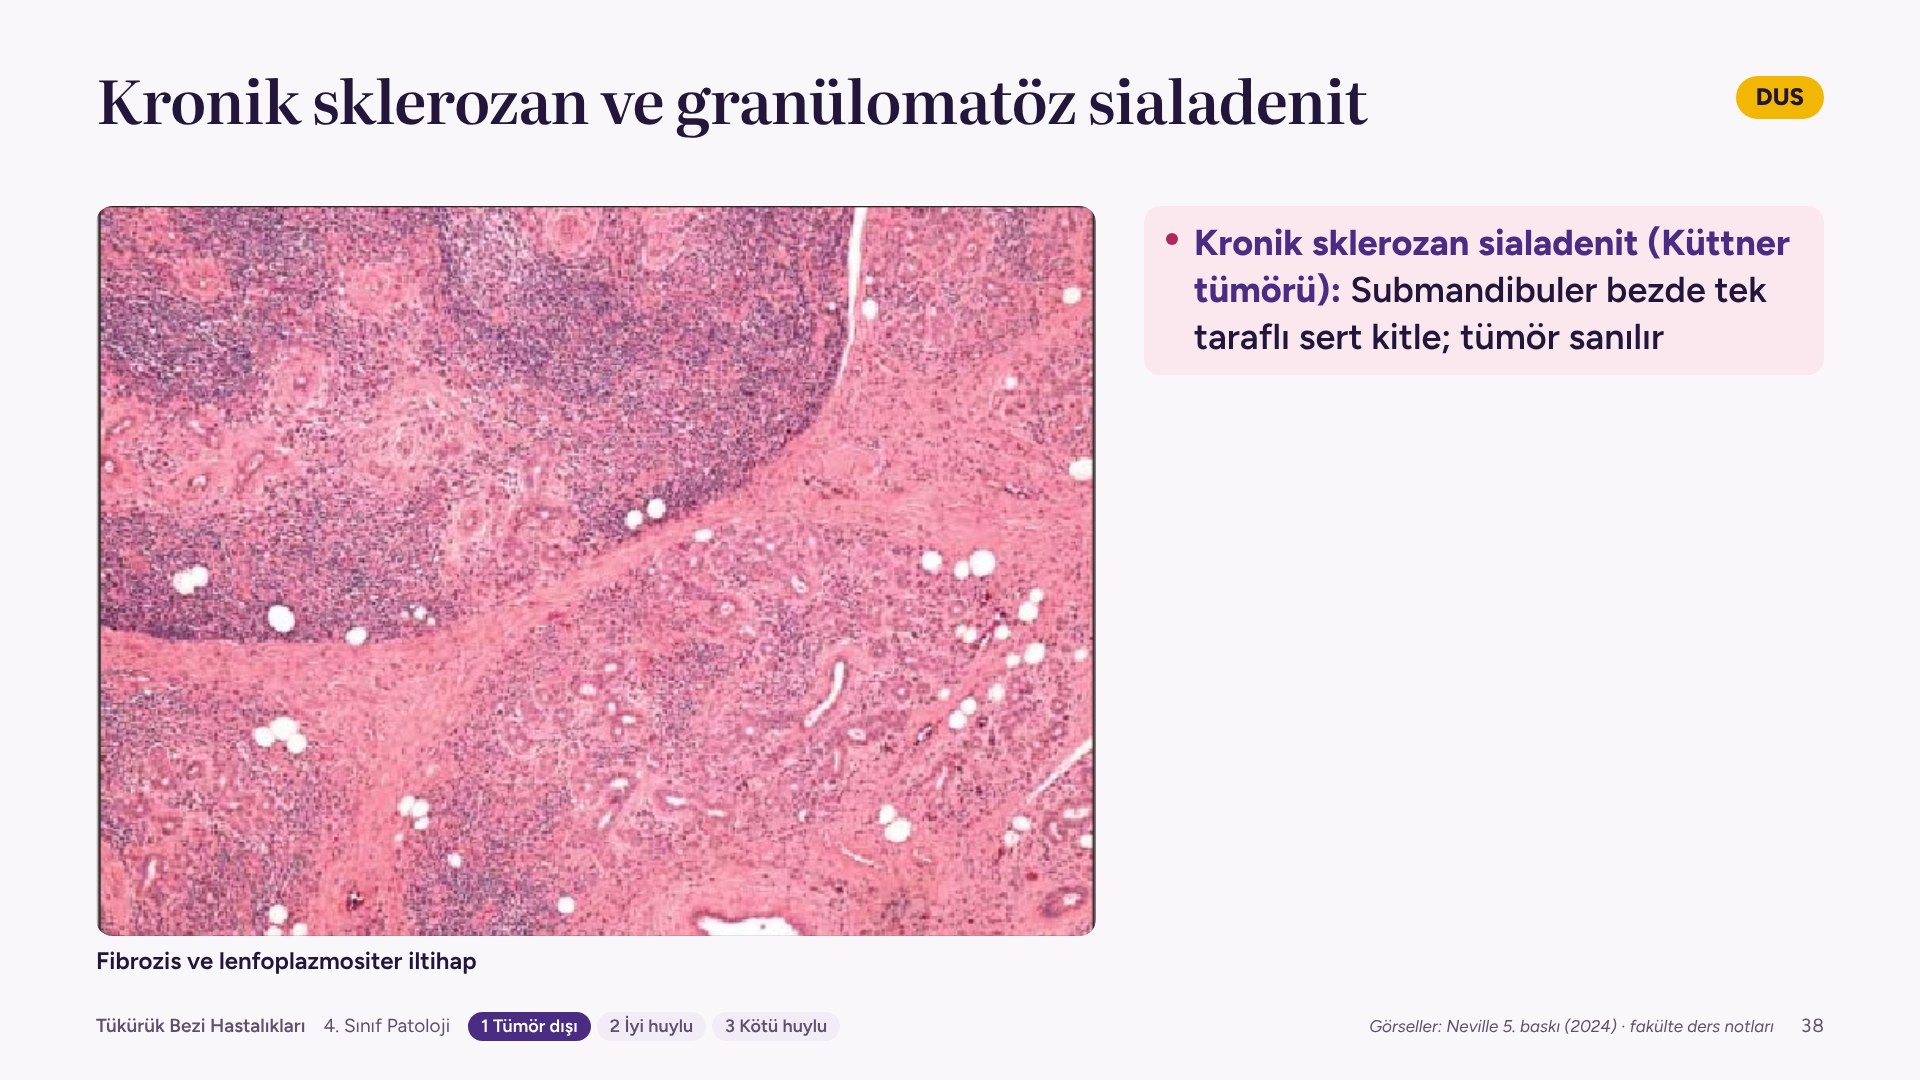 Kronik sklerozan ve granülomatöz sialadenit
DUS
• Kronik sklerozan sialadenit (Küttner
tümörü): Submandibuler bezde tek
taraflı sert kitle; tümör sanılır
Fibrozis ve lenfoplazmositer iltihap
Tükürük Bezi Hastalıkları 4. Sınıf Patoloji 1 Tümör dışı 2 İyi huylu 3 Kötü huylu
Görseller: Neville 5. baskı (2024) · fakülte ders notları 38